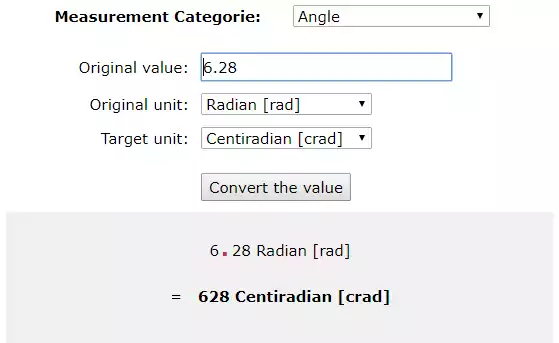 Measurement Categorie: Angle
Original value: 6.28
Original unit: Radian [rad]
Target unit: Centiradian [crad]
Convert the value
6.28 Radian [rad]
= 628 Centiradian [crad]